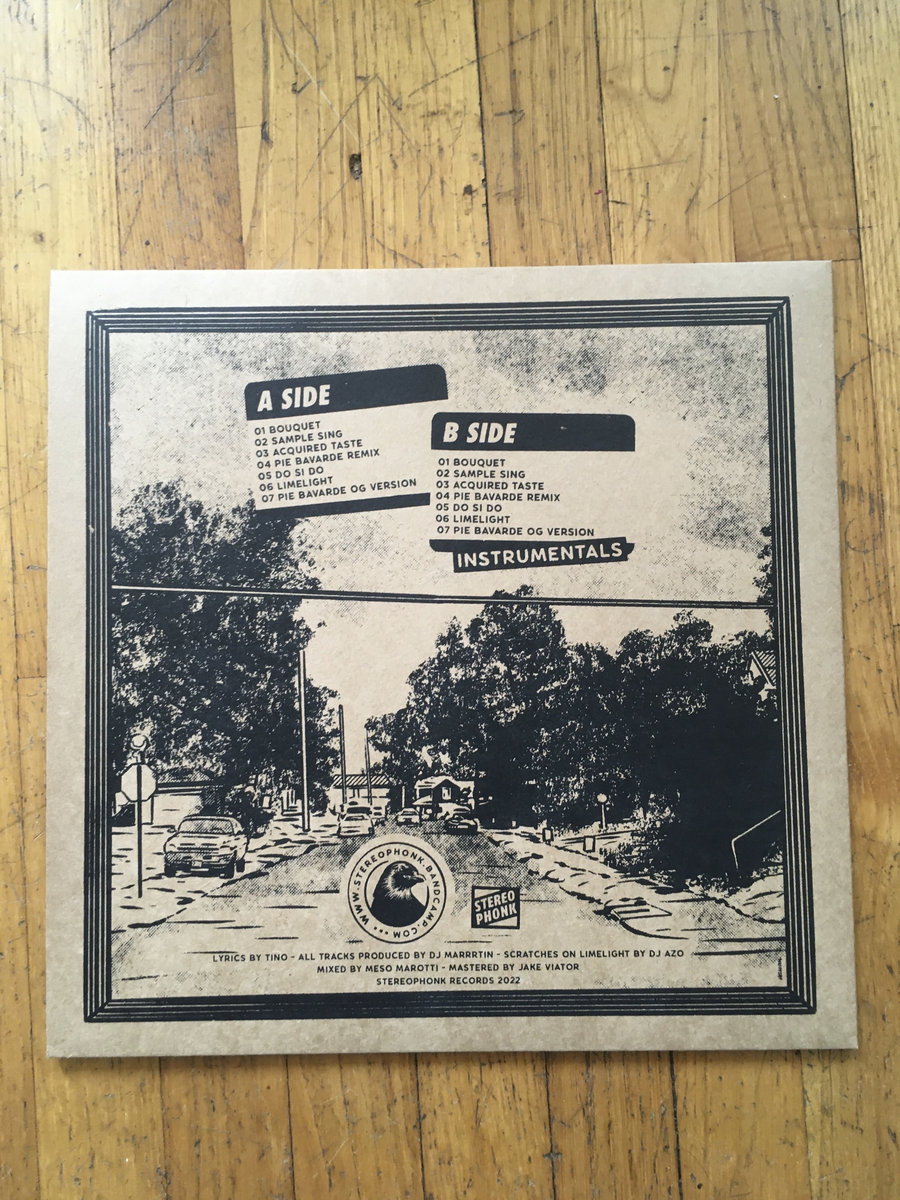 A SIDE
01 BOUQUET
02 SAMPLE SING
03 ACQUIRED TASTE
04 PIE BAVARDE REMIX
05 DO SI DO
06 LIMELIGHT
07 PIE BAVARDE OG VERSION
B SIDE
01 BOUQUET
02 SAMPLE SING
03 ACQUIRED TASTE
04 PIE BAVARDE REMIX
05 DO SI DO
06 LIMELIGHT
07 PIE BAVARDE OG VERSION
INSTRUMENTALS
WWW.STEREOPHONK.BANDCAMP.COM
STEREO
PHONK
LYRICS BY TINO - ALL TRACKS PRODUCED BY DJ MARRRTIN - SCRATCHES ON LIMELIGHT BY DJ AZO
MIXED BY MESO MAROTTI - MASTERED BY JAKE VIATOR
STEREOPHONK RECORDS 2022